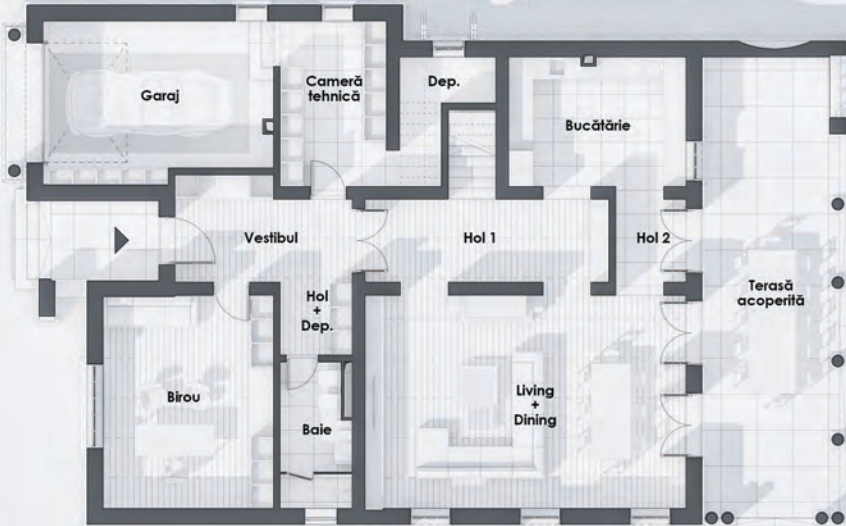 Garaj
Cameră
tehnică
Dep.
Bucătărie
Vestibul
Hol 1
Hol 2
Terasă
acoperită
Hol
+
Dep.
Birou
Baie
Living
+
Dining